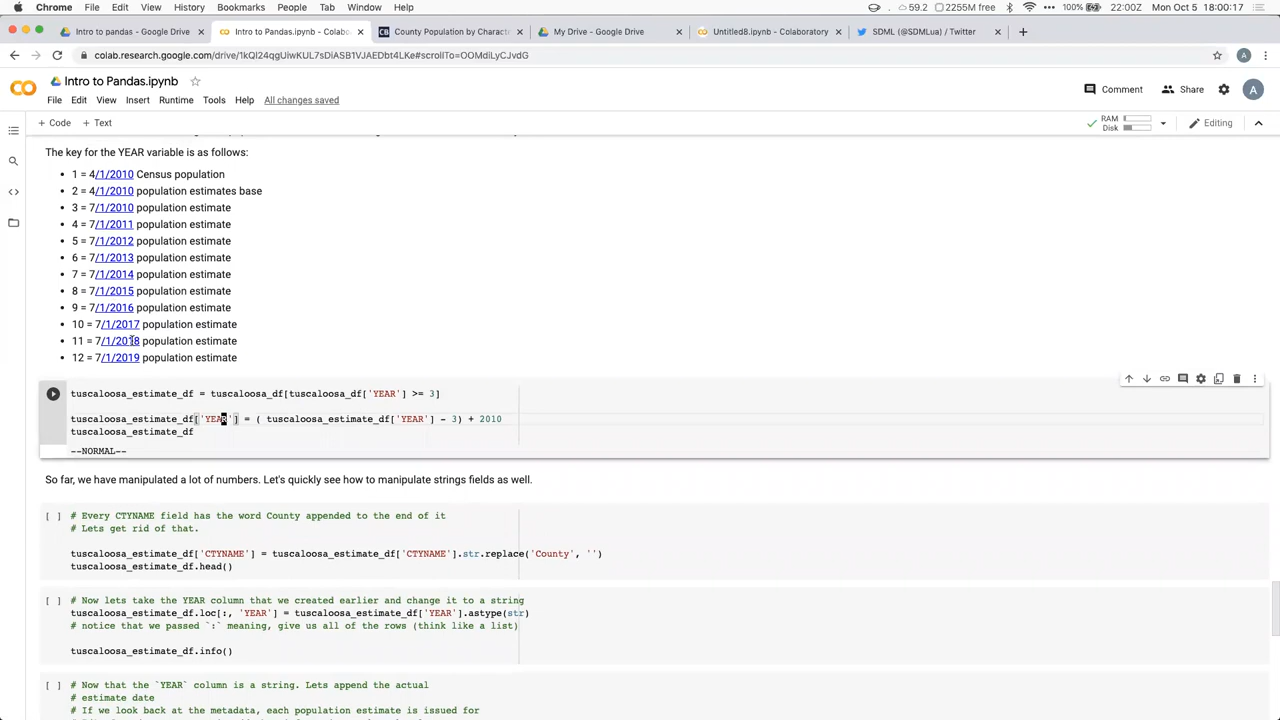 Chrome File Edit View History Bookmarks People Tab Window Help 59.2 2255M free 100% 22:00Z Mon Oct 5 18:00:17
Intro to pandas - Google Drive Intro to Pandas.ipynb - Colabo County Population by Charact My Drive - Google Drive Untitled8.ipynb - Colaboratory SDML (@SDMLua) / Twitter
colab.research.google.com/drive/1kQl24qgUiwKUL7sDiASB1VJAEDbt4LKe#scrollTo=OOMdiLyCJvdG A
Intro to Pandas.ipynb
File Edit View Insert Runtime Tools Help All changes saved
Comment Share A
+ Code + Text
RAM
Disk
Editing
The key for the YEAR variable is as follows:
1 = 4/1/2010 Census population
2 = 4/1/2010 population estimates base
3 = 7/1/2010 population estimate
4 = 7/1/2011 population estimate
5 = 7/1/2012 population estimate
6 = 7/1/2013 population estimate
7 = 7/1/2014 population estimate
8 = 7/1/2015 population estimate
9 = 7/1/2016 population estimate
10 = 7/1/2017 population estimate
11 = 7/1/2018 population estimate
12 = 7/1/2019 population estimate
tuscaloosa_estimate_df = tuscaloosa_df[tuscaloosa_df['YEAR'] >= 3]
tuscaloosa_estimate_df['YEAR'] = ( tuscaloosa_estimate_df['YEAR'] - 3) + 2010
tuscaloosa_estimate_df
--NORMAL--
So far, we have manipulated a lot of numbers. Let's quickly see how to manipulate strings fields as well.
[ ] # Every CTYNAME field has the word County appended to the end of it
# Lets get rid of that.
tuscaloosa_estimate_df['CTYNAME'] = tuscaloosa_estimate_df['CTYNAME'].str.replace('County', '')
tuscaloosa_estimate_df.head()
[ ] # Now lets take the YEAR column that we created earlier and change it to a string
tuscaloosa_estimate_df.loc[:, 'YEAR'] = tuscaloosa_estimate_df['YEAR'].astype(str)
# notice that we passed `:` meaning, give us all of the rows (think like a list)
tuscaloosa_estimate_df.info()
[ ] # Now that the `YEAR` column is a string. Lets append the actual
# estimate date
# If we look back at the metadata, each population estimate is issued for